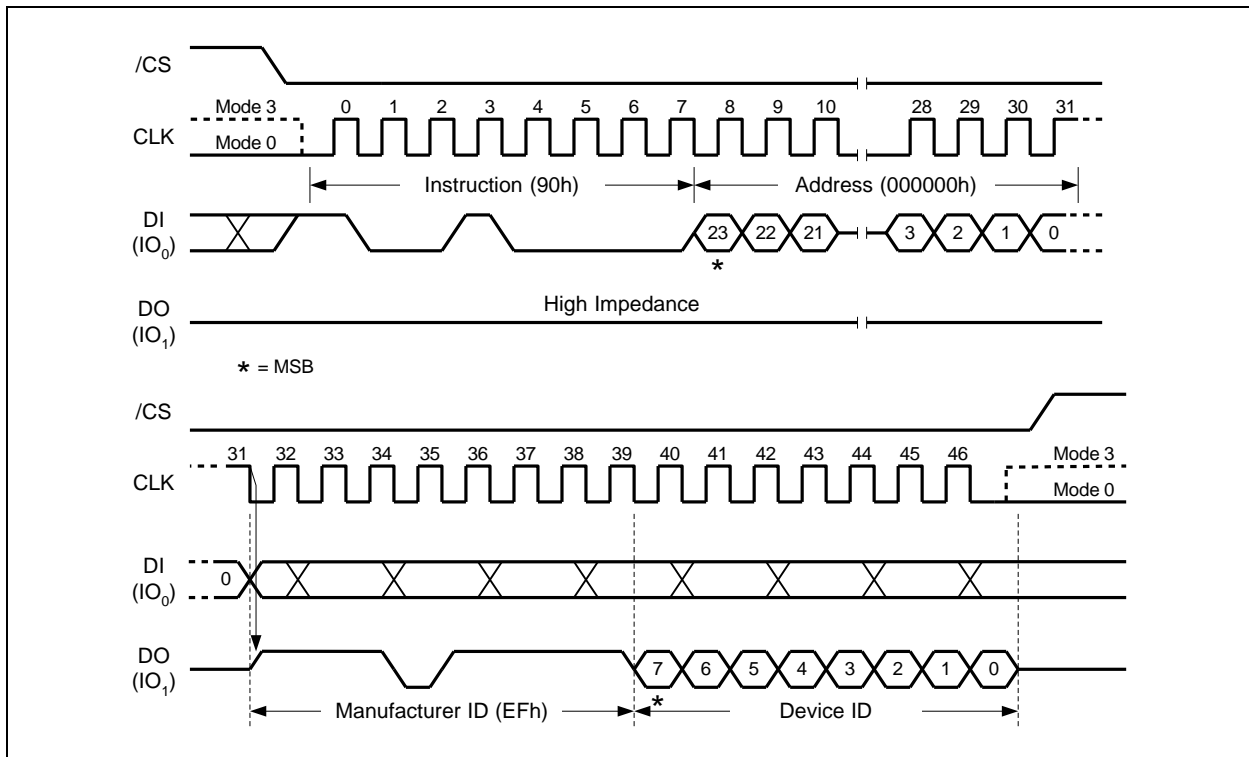 /CS
Mode 3 0 1 2 3 4 5 6 7 8 9 10 28 29 30 31
CLK
Mode 0
Instruction (90h) Address (000000h)
DI
(IO0) 23 22 21 3 2 1 0
*
High Impedance
DO
(IO1)
* = MSB
/CS
31 32 33 34 35 36 37 38 39 40 41 42 43 44 45 46 Mode 3
CLK
Mode 0
DI
(IO0) 0
DO
(IO1) 7 6 5 4 3 2 1 0
*
Manufacturer ID (EFh) Device ID